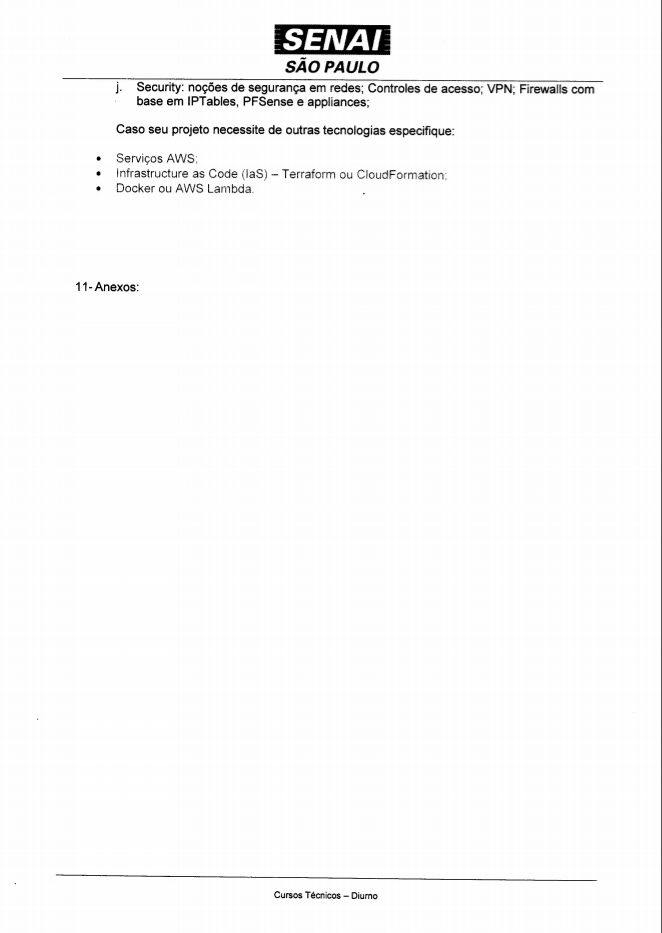 SENAI
SÃO PAULO
j. Security: noções de segurança em redes; Controles de acesso; VPN; Firewalls com
base em IPTables, PFSense e appliances;
Caso seu projeto necessite de outras tecnologias especifique:
• Serviços AWS;
• Infrastructure as Code (IaS) – Terraform ou CloudFormation;
• Docker ou AWS Lambda.
11- Anexos:
Cursos Técnicos – Diurno